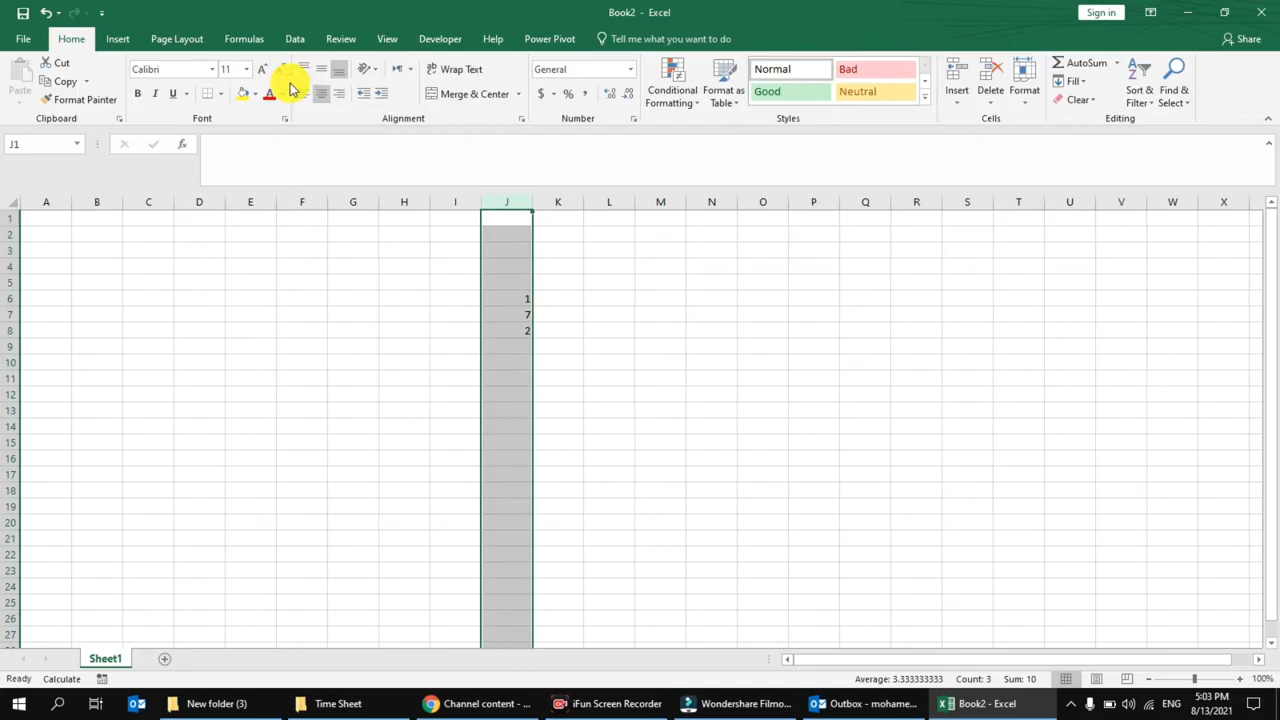 Book2 - Excel
Sign in
File Home Insert Page Layout Formulas Data Review View Developer Help Power Pivot Tell me what you want to do Share
Paste
Cut
Copy
Format Painter
Clipboard
Calibri 11
B I U
Font
Wrap Text
Merge & Center
Alignment
General
$ % ,
Number
Conditional Formatting
Format as Table
Normal Bad
Good Neutral
Styles
Insert Delete Format
Cells
AutoSum
Fill
Clear
Sort & Filter
Find & Select
Editing
J1 fx
A B C D E F G H I J K L M N O P Q R S T U V W X
1
2
3
4
5
6 1
7 7
8 2
9
10
11
12
13
14
15
16
17
18
19
20
21
22
23
24
25
26
27
Sheet1
Ready Calculate Average: 3.333333333 Count: 3 Sum: 10 100%
New folder (3) Time Sheet Channel content - ... iFun Screen Recorder Wondershare Filmo... Outbox - mohame... Book2 - Excel ENG
5:03 PM
8/13/2021